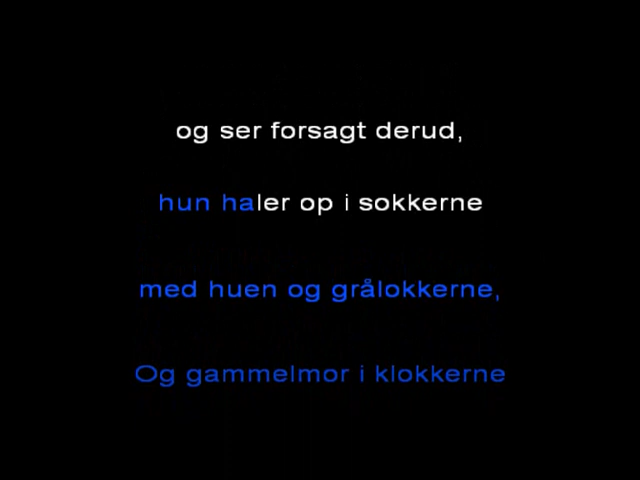 og ser forsagt derud,
hun haler op i sokkerne
med huen og grålokkerne,
Og gammelmor i klokkerne